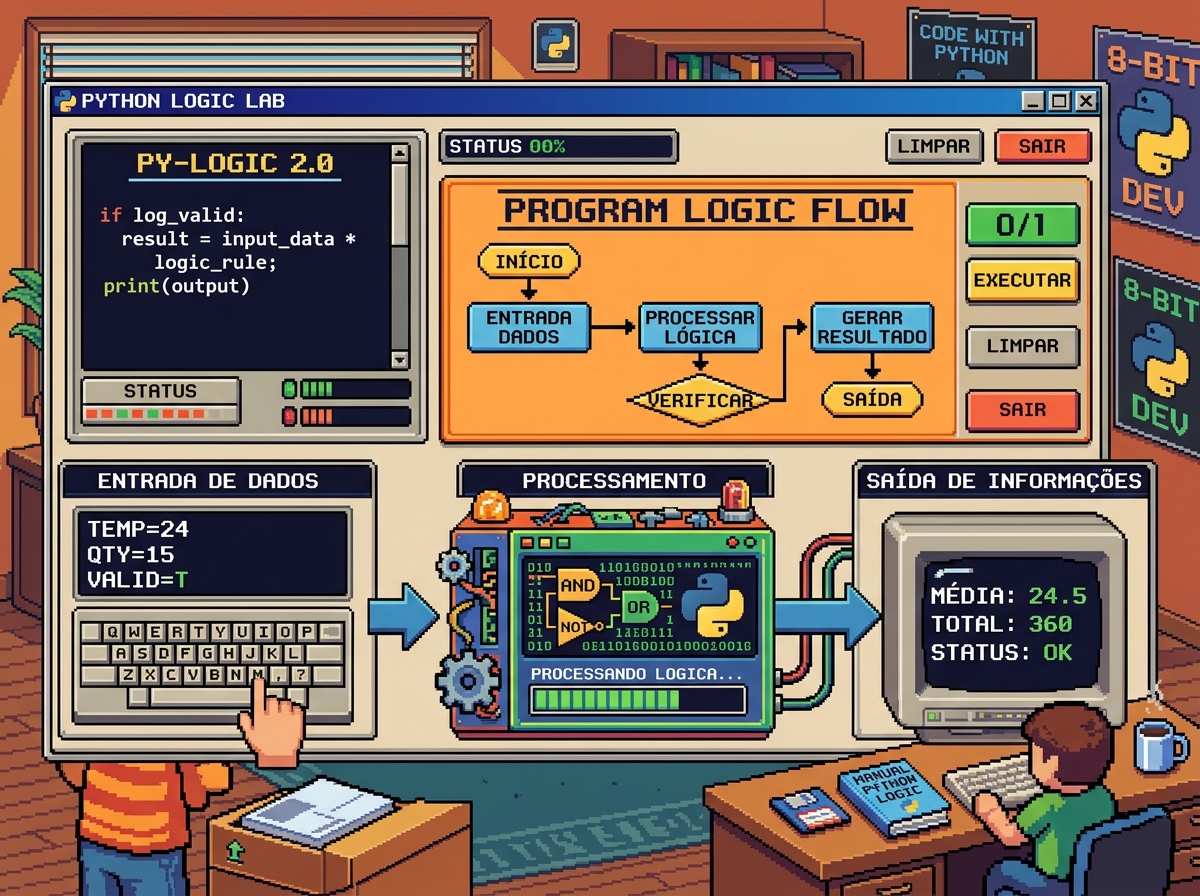 CODE WITH
PYTHON
8-BIT
DEV
PYTHON LOGIC LAB
PY-LOGIC 2.0
if log_valid:
result = input_data *
logic_rule;
print(output)
STATUS
STATUS 00%
LIMPAR
SAIR
PROGRAM LOGIC FLOW
INÍCIO
ENTRADA
DADOS
PROCESSAR
LÓGICA
GERAR
RESULTADO
VERIFICAR
SAÍDA
0/1
EXECUTAR
LIMPAR
SAIR
8-BIT
DEV
ENTRADA DE DADOS
TEMP=24
QTY=15
VALID=T
Q W E R T Y U I O P
A S D F G H J K L
Z X C V B N M , ?
PROCESSAMENTO
AND
OR
NOT
PROCESSANDO LOGICA...
SAÍDA DE INFORMAÇÕES
MÉDIA: 24.5
TOTAL: 360
STATUS: OK
MANUAL
PYTHON
LOGIC